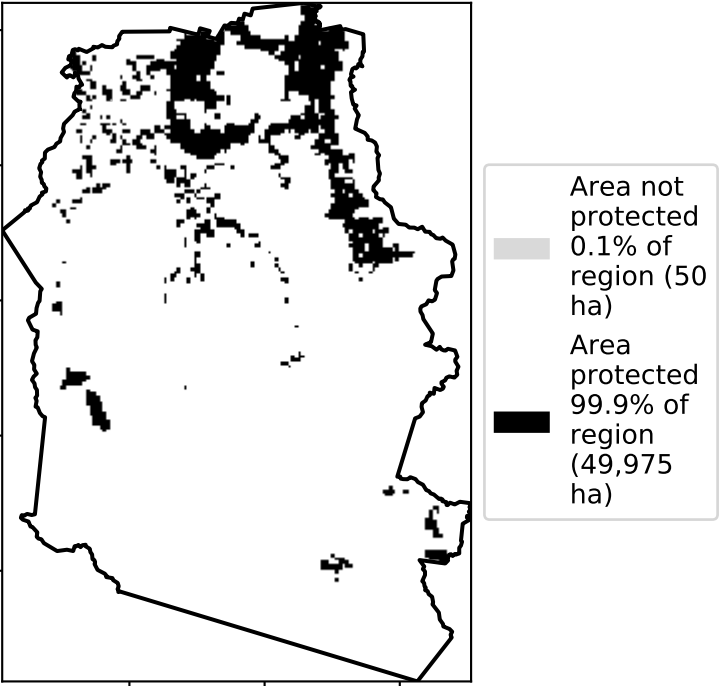 Area not
protected
0.1% of
region (50
ha)
Area
protected
99.9% of
region
(49,975
ha)